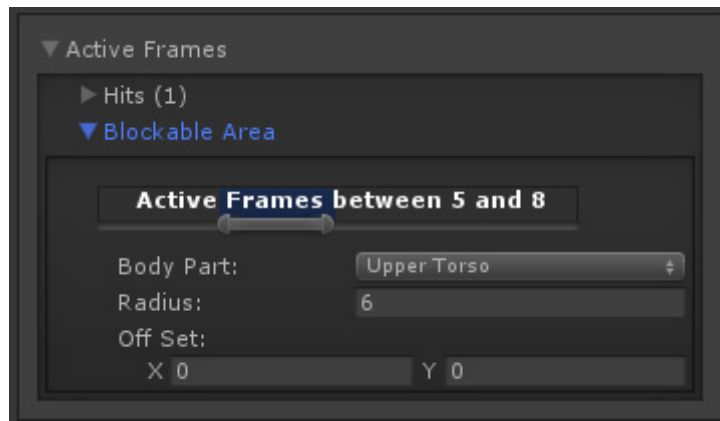 Active Frames
Hits (1)
Blockable Area
Active Frames between 5 and 8
Body Part: Upper Torso
Radius: 6
Off Set:
X 0 Y 0